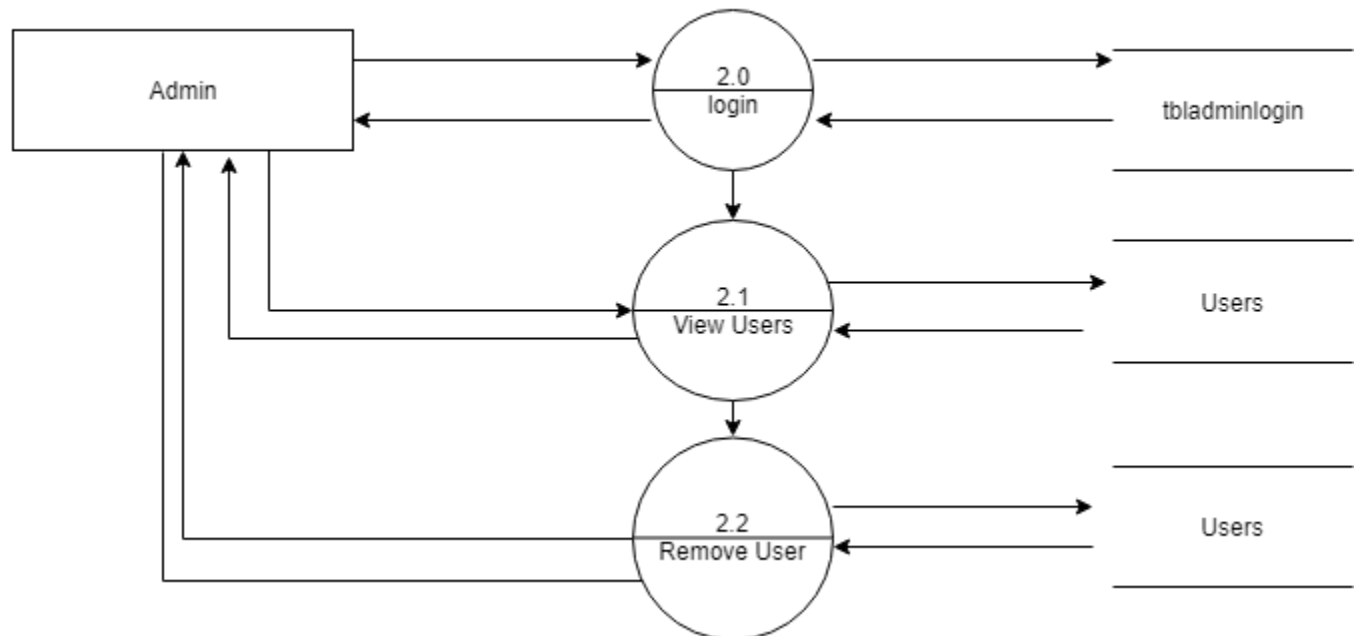 Admin
2.0
login
tbladminlogin
2.1
View Users
Users
2.2
Remove User
Users